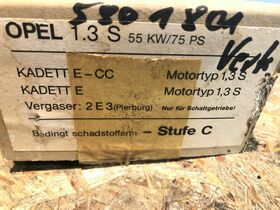 5301801
OPEL 1.3 S 55 KW/75 PS
Verk.
KADETT E-CC Motortyp 1,3 S
KADETT E Motortyp 1,3 S
Vergaser: 2 E 3 (Pierburg) Nur für Schaltgetriebe!
Bedingt schadstoffarm - Stufe C